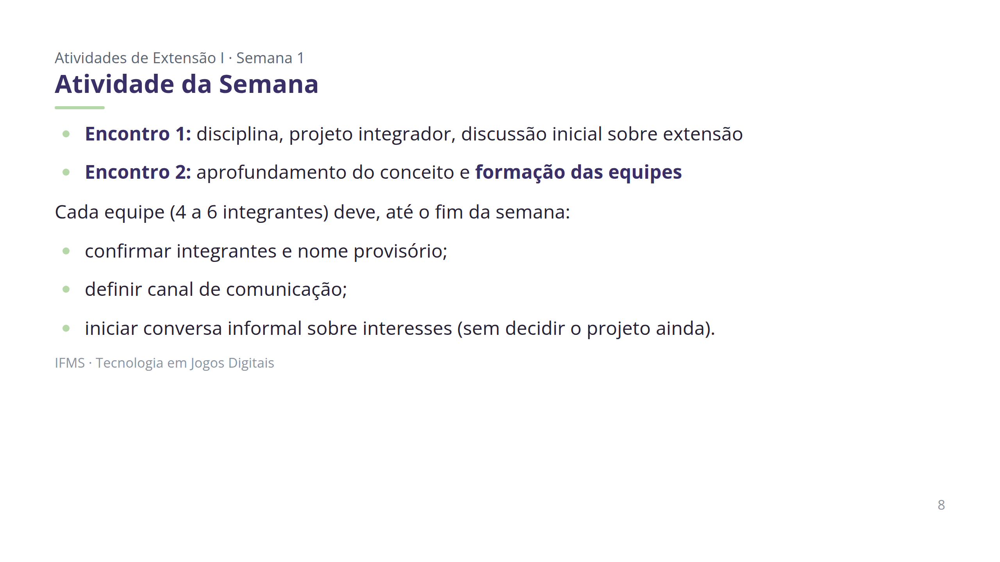 Atividades de Extensão I · Semana 1
Atividade da Semana
Encontro 1: disciplina, projeto integrador, discussão inicial sobre extensão
Encontro 2: aprofundamento do conceito e formação das equipes
Cada equipe (4 a 6 integrantes) deve, até o fim da semana:
confirmar integrantes e nome provisório;
definir canal de comunicação;
iniciar conversa informal sobre interesses (sem decidir o projeto ainda).
IFMS · Tecnologia em Jogos Digitais
8